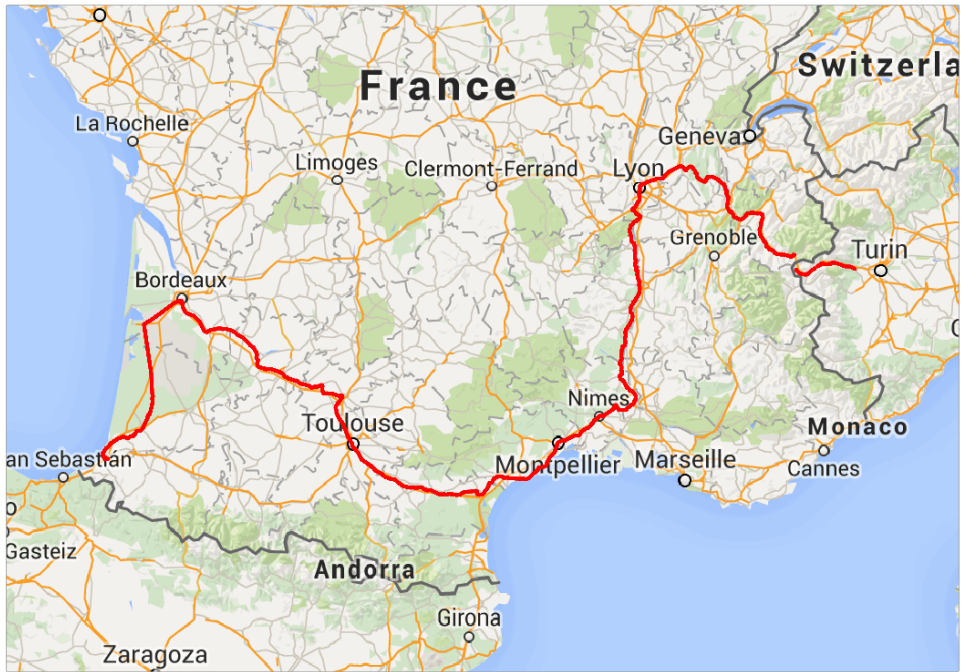 France
Switzerla
La Rochelle
Geneva
Limoges
Clermont-Ferrand
Lyon
Grenoble
Turin
Bordeaux
Nimes
Toulouse
Monaco
an Sebastián
Montpellier
Marseille
Cannes
Gasteiz
Andorra
Girona
Zaragoza